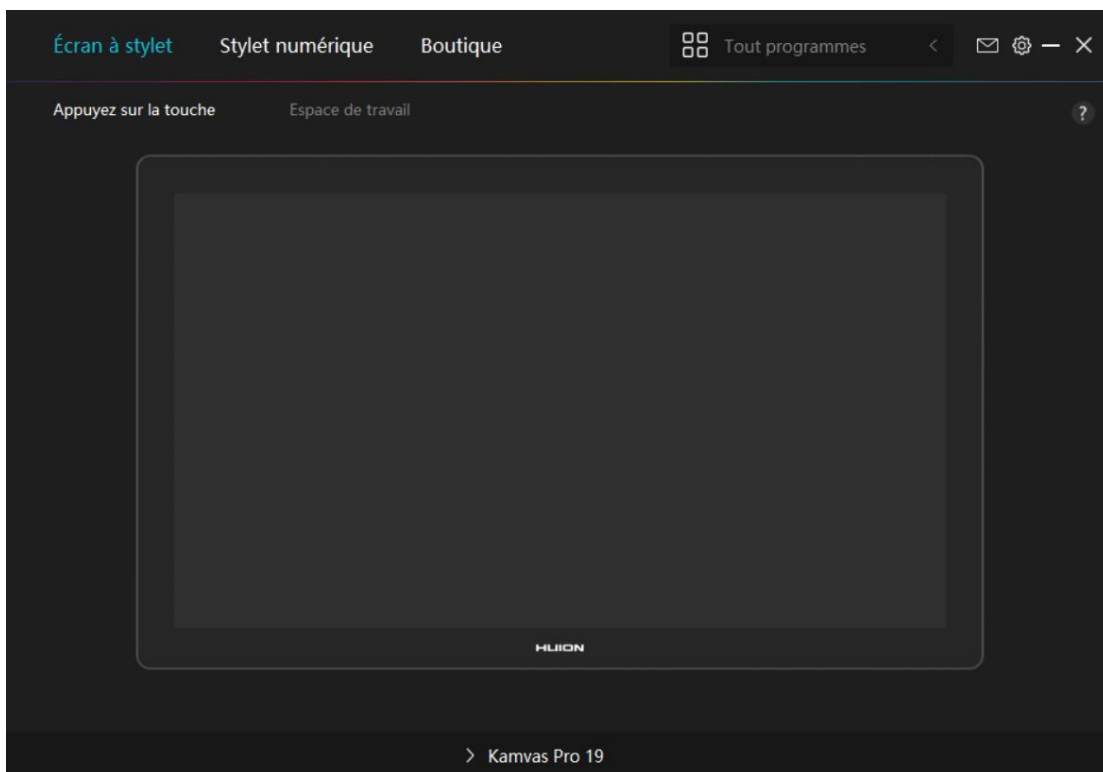 Écran à stylet Stylet numérique Boutique Tout programmes
Appuyez sur la touche Espace de travail ?
HUION
Kamvas Pro 19